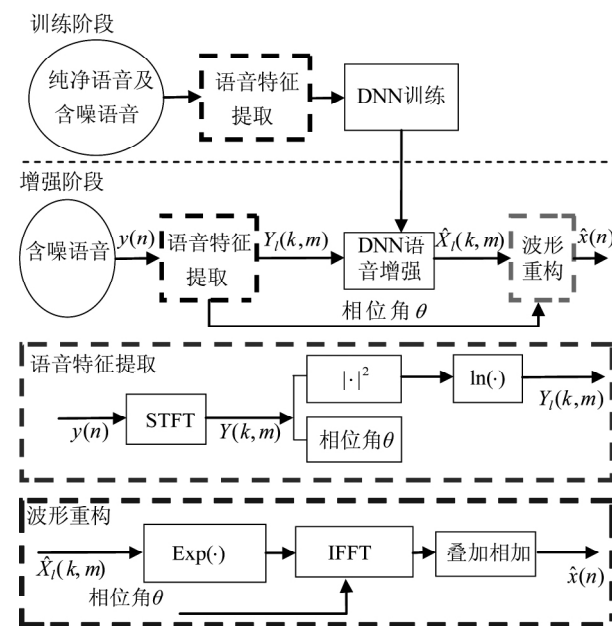 训练阶段
纯净语音及
含噪语音
语音特征
提取
DNN训练
增强阶段
含噪语音
y(n)
语音特征
提取
Y_l(k,m)
DNN语
音增强
X̂_l(k,m)
波形
重构
x̂(n)
相位角θ
语音特征提取
y(n)
STFT
Y(k,m)
|·|²
相位角θ
ln(·)
Y_l(k,m)
波形重构
X̂_l(k,m)
Exp(·)
相位角θ
IFFT
叠加相加
x̂(n)